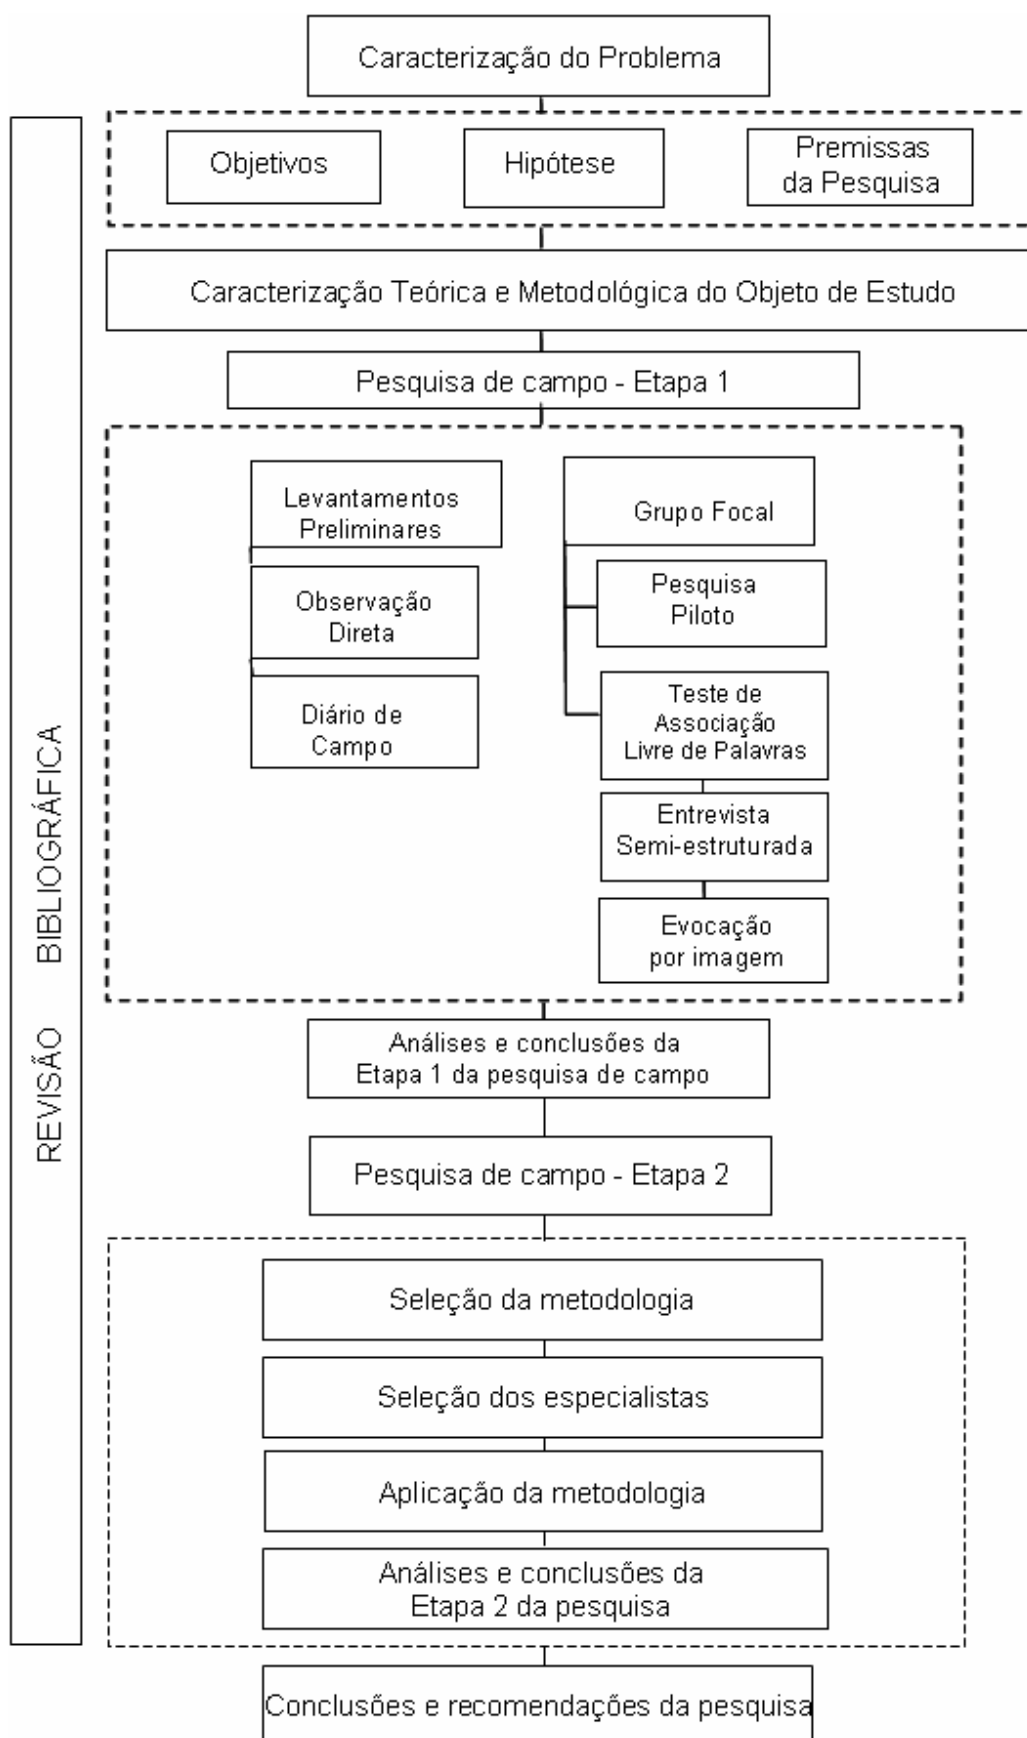 Caracterização do Problema
Objetivos
Hipótese
Premissas
da Pesquisa
Caracterização Teórica e Metodológica do Objeto de Estudo
Pesquisa de campo - Etapa 1
Levantamentos
Preliminares
Observação
Direta
Diário de
Campo
Grupo Focal
Pesquisa
Piloto
Teste de
Associação
Livre de Palavras
Entrevista
Semi-estruturada
Evocação
por imagem
Análises e conclusões da
Etapa 1 da pesquisa de campo
Pesquisa de campo - Etapa 2
Seleção da metodologia
Seleção dos especialistas
Aplicação da metodologia
Análises e conclusões da
Etapa 2 da pesquisa
Conclusões e recomendações da pesquisa
REVISÃO BIBLIOGRÁFICA